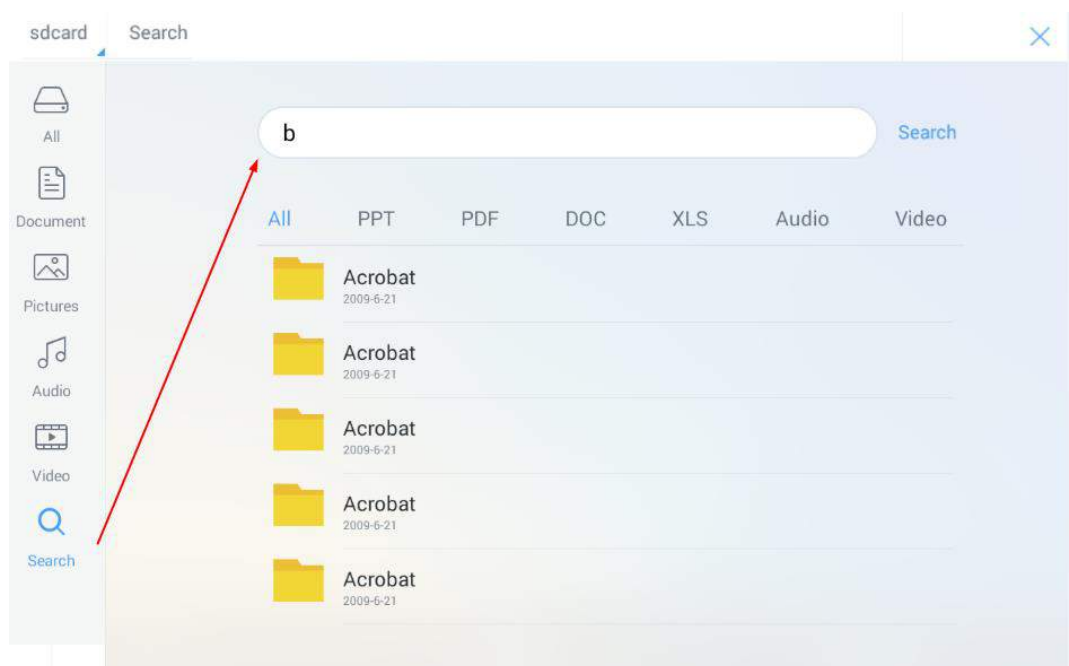 sdcard Search
All
Document
Pictures
Audio
Video
Search
b Search
All PPT PDF DOC XLS Audio Video
Acrobat
2009-6-21
Acrobat
2009-6-21
Acrobat
2009-6-21
Acrobat
2009-6-21
Acrobat
2009-6-21